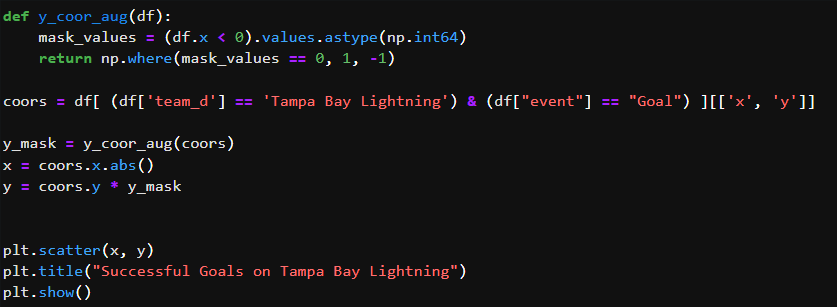 def y_coor_aug(df):
    mask_values = (df.x < 0).values.astype(np.int64)
    return np.where(mask_values == 0, 1, -1)
coors = df[ (df['team_d'] == 'Tampa Bay Lightning') & (df["event"] == "Goal") ][['x', 'y']]
y_mask = y_coor_aug(coors)
x = coors.x.abs()
y = coors.y * y_mask
plt.scatter(x, y)
plt.title("Successful Goals on Tampa Bay Lightning")
plt.show()